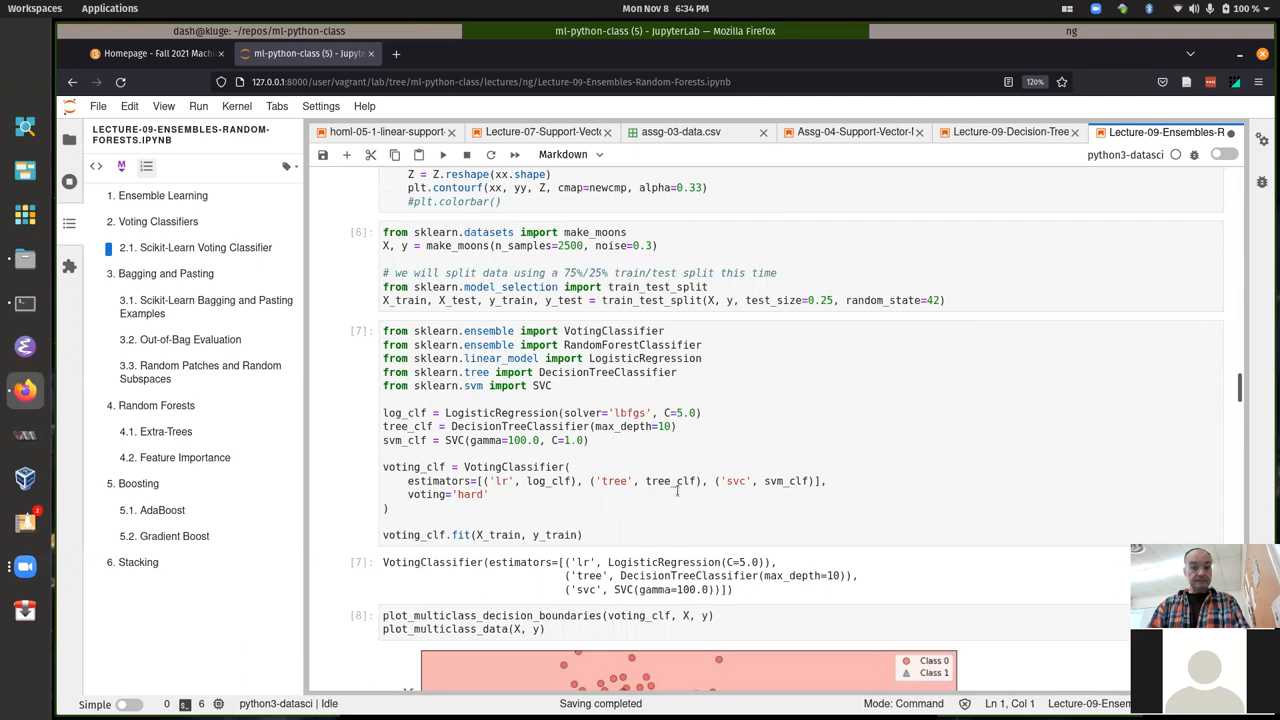 Workspaces
Applications
Mon Nov 8
6:34 PM
100 %
dash@kluge: ~/repos/ml-python-class
ml-python-class (5) - JupyterLab — Mozilla Firefox
ng
Homepage - Fall 2021 Mac
ml-python-class (5) - Jupyte
127.0.0.1:8000/user/vagrant/lab/tree/ml-python-class/lectures/ng/Lecture-09-Ensembles-Random-Forests.ipynb
120%
File Edit View Run Kernel Tabs Settings Help
LECTURE-09-ENSEMBLES-RANDOM-
FORESTS.IPYNB
1. Ensemble Learning
2. Voting Classifiers
2.1. Scikit-Learn Voting Classifier
3. Bagging and Pasting
3.1. Scikit-Learn Bagging and Pasting
Examples
3.2. Out-of-Bag Evaluation
3.3. Random Patches and Random
Subspaces
4. Random Forests
4.1. Extra-Trees
4.2. Feature Importance
5. Boosting
5.1. AdaBoost
5.2. Gradient Boost
6. Stacking
homl-05-1-linear-support-
Lecture-07-Support-Vecto
assg-03-data.csv
Assg-04-Support-Vector-I
Lecture-09-Decision-Tree
Lecture-09-Ensembles-R
Markdown
python3-datasci
Z = Z.reshape(xx.shape)
plt.contourf(xx, yy, Z, cmap=newcmp, alpha=0.33)
#plt.colorbar()
[6]:
from sklearn.datasets import make_moons
X, y = make_moons(n_samples=2500, noise=0.3)
# we will split data using a 75%/25% train/test split this time
from sklearn.model_selection import train_test_split
X_train, X_test, y_train, y_test = train_test_split(X, y, test_size=0.25, random_state=42)
[7]:
from sklearn.ensemble import VotingClassifier
from sklearn.ensemble import RandomForestClassifier
from sklearn.linear_model import LogisticRegression
from sklearn.tree import DecisionTreeClassifier
from sklearn.svm import SVC
log_clf = LogisticRegression(solver='lbfgs', C=5.0)
tree_clf = DecisionTreeClassifier(max_depth=10)
svm_clf = SVC(gamma=100.0, C=1.0)
voting_clf = VotingClassifier(
estimators=[('lr', log_clf), ('tree', tree_clf), ('svc', svm_clf)],
voting='hard'
)
voting_clf.fit(X_train, y_train)
[7]:
VotingClassifier(estimators=[('lr', LogisticRegression(C=5.0)),
('tree', DecisionTreeClassifier(max_depth=10)),
('svc', SVC(gamma=100.0))])
[8]:
plot_multiclass_decision_boundaries(voting_clf, X, y)
plot_multiclass_data(X, y)
Class 0
Class 1
Simple
0
6
python3-datasci | Idle
Saving completed
Mode: Command
Ln 1, Col 1
Lecture-09-Ensem